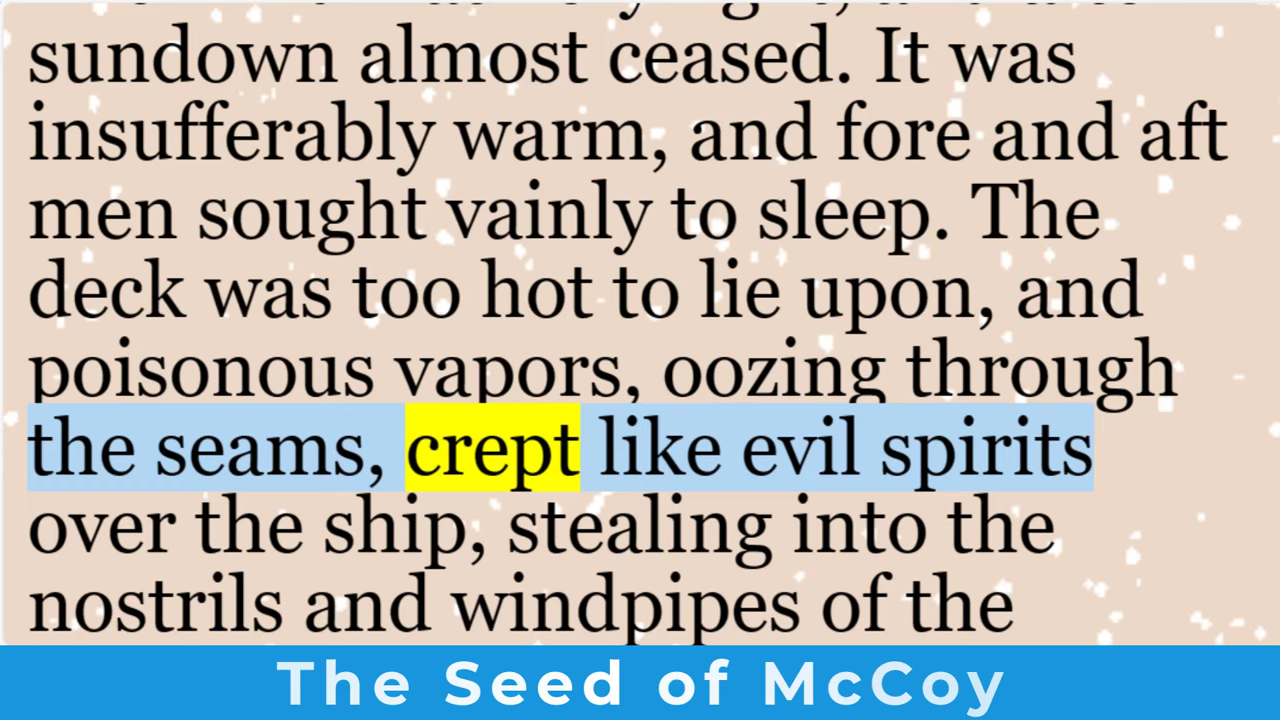 sundown almost ceased. It was
insufferably warm, and fore and aft
men sought vainly to sleep. The
deck was too hot to lie upon, and
poisonous vapors, oozing through
the seams, crept like evil spirits
over the ship, stealing into the
nostrils and windpipes of the
The Seed of McCoy